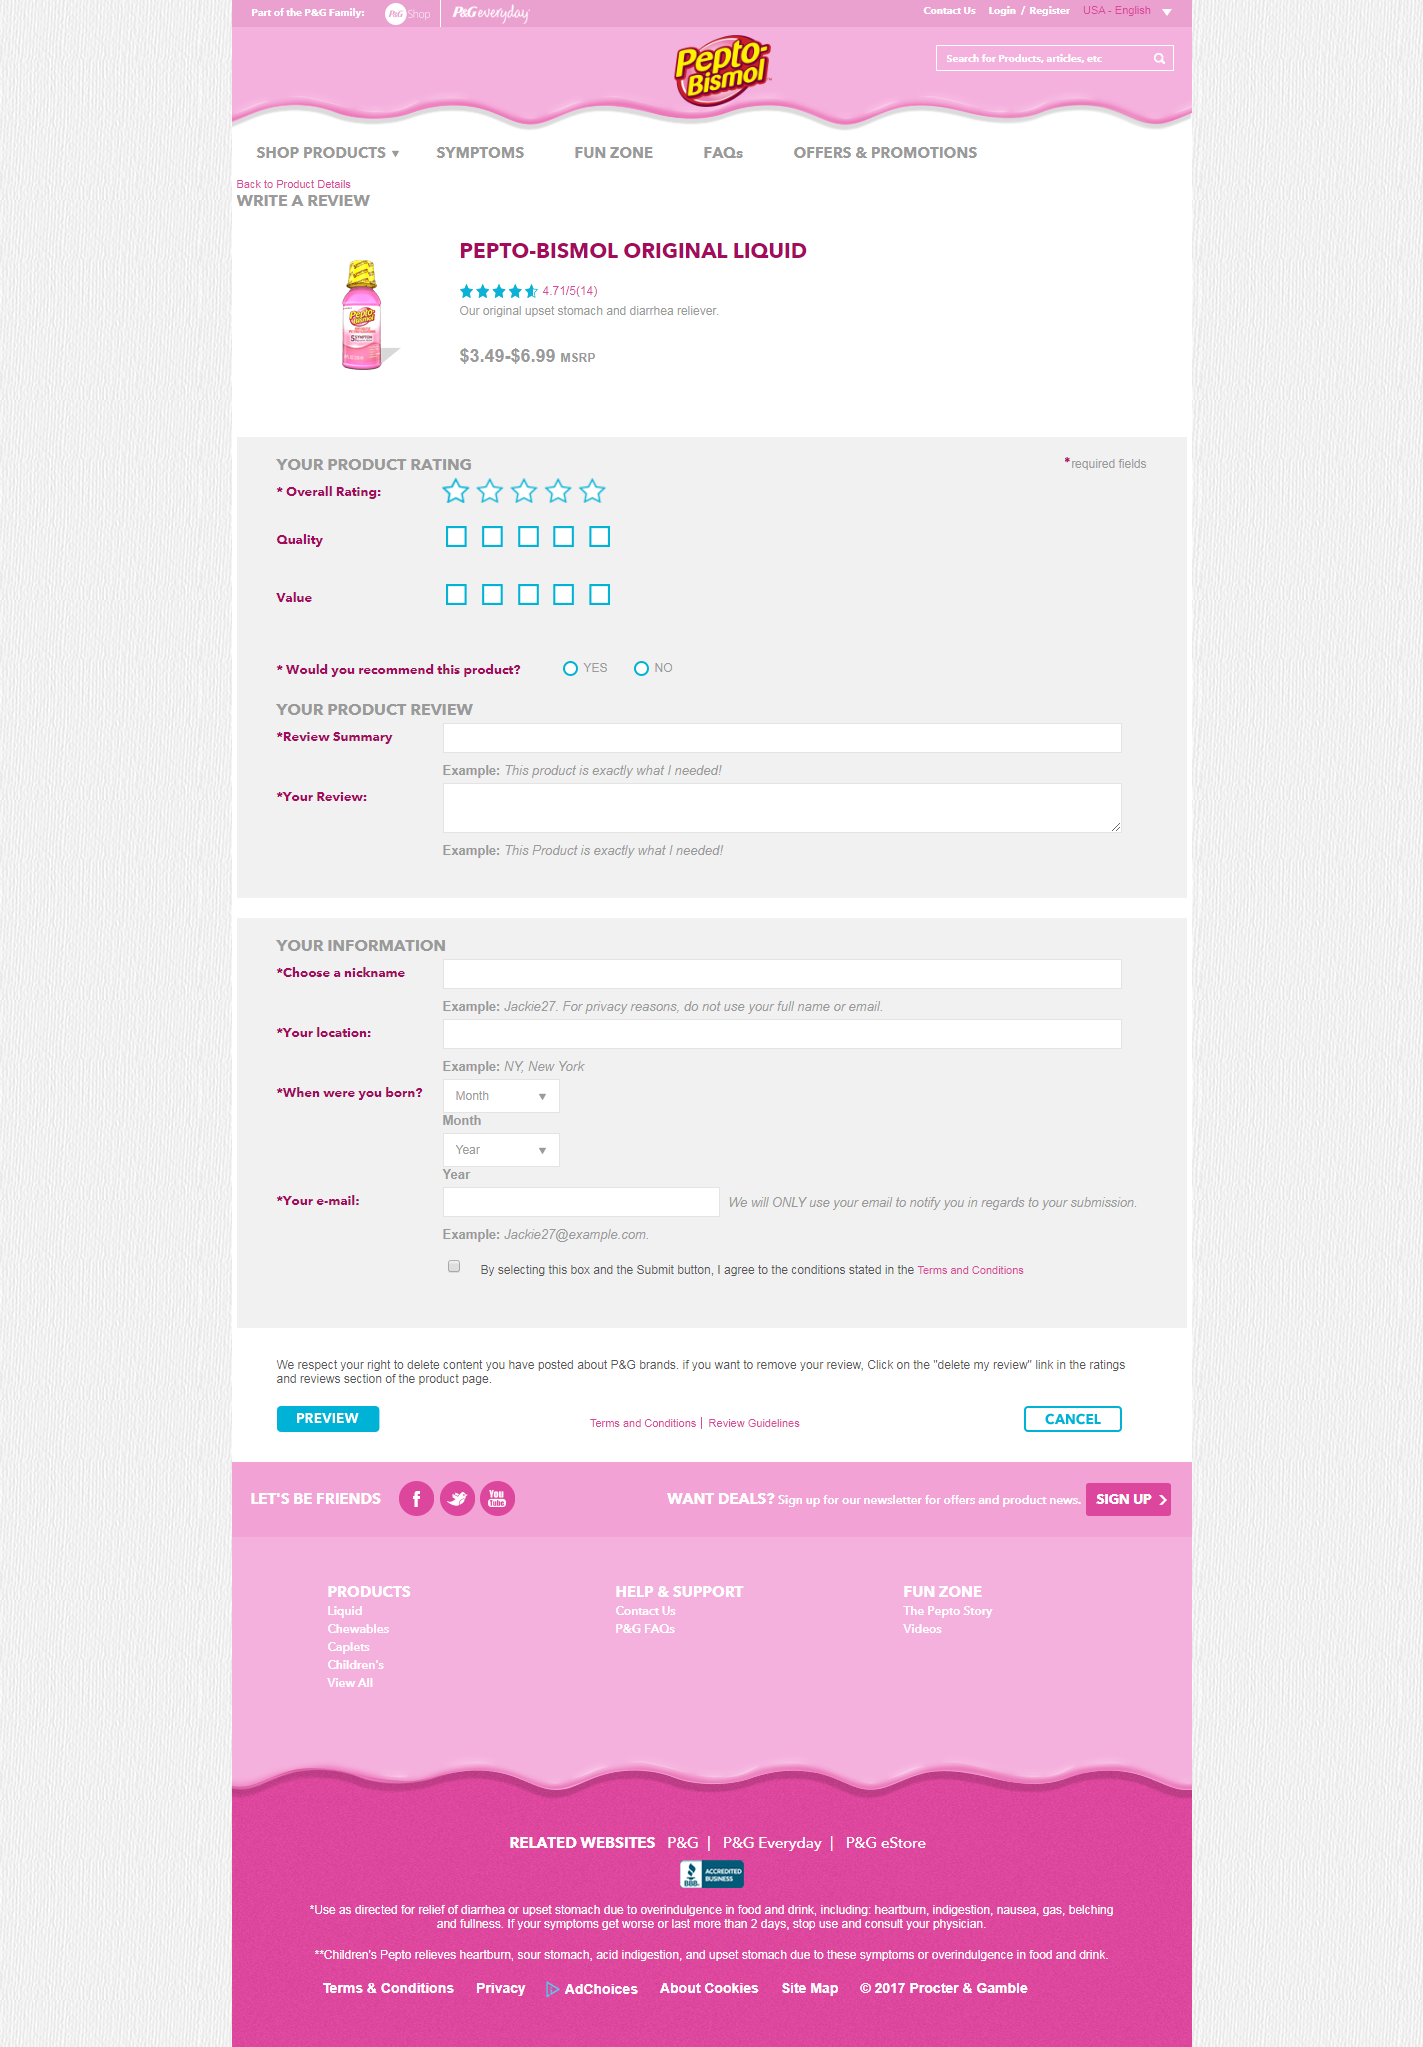 Part of the P&G Family:
P&G Shop
P&G everyday
Contact Us
Login / Register
USA - English
Pepto-
Bismol
Search for Products, articles, etc
SHOP PRODUCTS ▼
SYMPTOMS
FUN ZONE
FAQs
OFFERS & PROMOTIONS
Back to Product Details
WRITE A REVIEW
Pepto
Bismol
5 SYMPTOM
PEPTO-BISMOL ORIGINAL LIQUID
4.71/5(14)
Our original upset stomach and diarrhea reliever.
$3.49-$6.99 MSRP
YOUR PRODUCT RATING
*required fields
* Overall Rating:
Quality
Value
* Would you recommend this product?
YES
NO
YOUR PRODUCT REVIEW
*Review Summary
Example: This product is exactly what I needed!
*Your Review:
Example: This Product is exactly what I needed!
YOUR INFORMATION
*Choose a nickname
Example: Jackie27. For privacy reasons, do not use your full name or email.
*Your location:
Example: NY, New York
*When were you born?
Month ▼
Month
Year ▼
Year
*Your e-mail:
We will ONLY use your email to notify you in regards to your submission.
Example: Jackie27@example.com.
By selecting this box and the Submit button, I agree to the conditions stated in the Terms and Conditions
We respect your right to delete content you have posted about P&G brands. if you want to remove your review, Click on the "delete my review" link in the ratings
and reviews section of the product page.
PREVIEW
Terms and Conditions | Review Guidelines
CANCEL
LET'S BE FRIENDS
f
You
Tube
WANT DEALS? Sign up for our newsletter for offers and product news.
SIGN UP >
PRODUCTS
Liquid
Chewables
Caplets
Children's
View All
HELP & SUPPORT
Contact Us
P&G FAQs
FUN ZONE
The Pepto Story
Videos
RELATED WEBSITES P&G | P&G Everyday | P&G eStore
BBB
ACCREDITED
BUSINESS
*Use as directed for relief of diarrhea or upset stomach due to overindulgence in food and drink, including: heartburn, indigestion, nausea, gas, belching
and fullness. If your symptoms get worse or last more than 2 days, stop use and consult your physician.
**Children's Pepto relieves heartburn, sour stomach, acid indigestion, and upset stomach due to these symptoms or overindulgence in food and drink.
Terms & Conditions
Privacy
AdChoices
About Cookies
Site Map
© 2017 Procter & Gamble